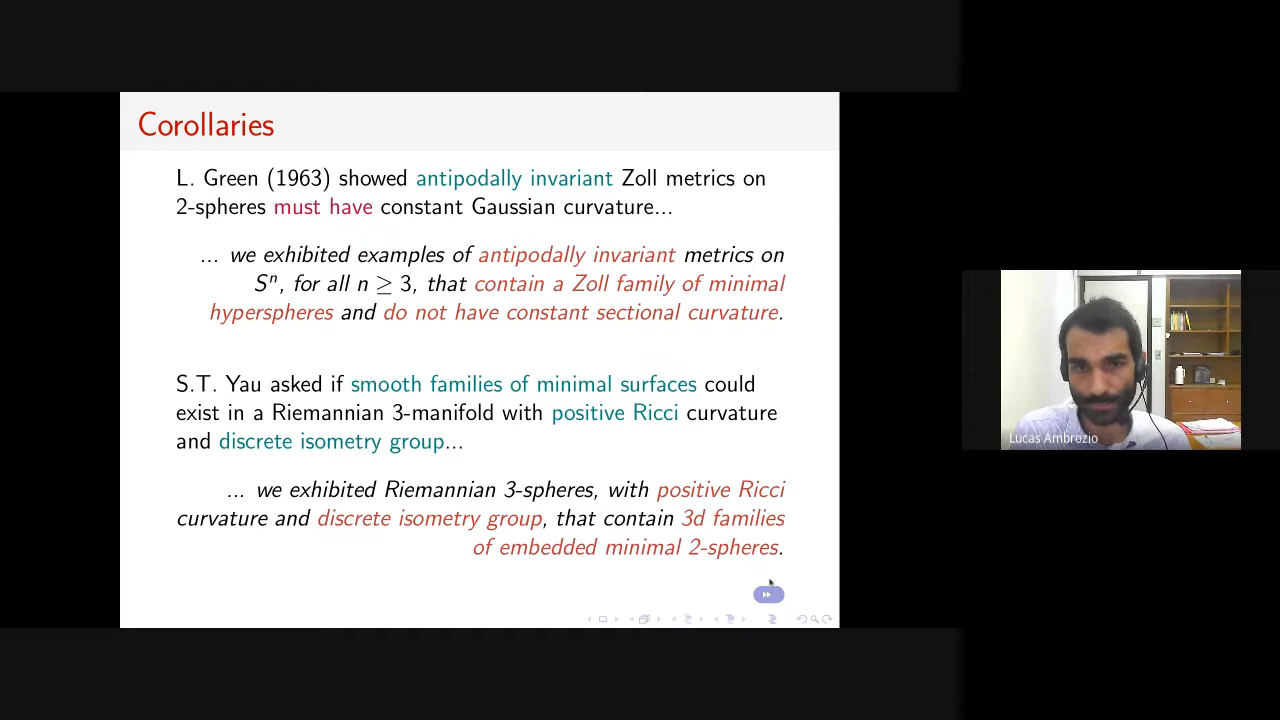 Corollaries
L. Green (1963) showed antipodally invariant Zoll metrics on
2-spheres must have constant Gaussian curvature...
... we exhibited examples of antipodally invariant metrics on
Sⁿ, for all n ≥ 3, that contain a Zoll family of minimal
hyperspheres and do not have constant sectional curvature.
S.T. Yau asked if smooth families of minimal surfaces could
exist in a Riemannian 3-manifold with positive Ricci curvature
and discrete isometry group...
... we exhibited Riemannian 3-spheres, with positive Ricci
curvature and discrete isometry group, that contain 3d families
of embedded minimal 2-spheres.
Lucas Ambrozio